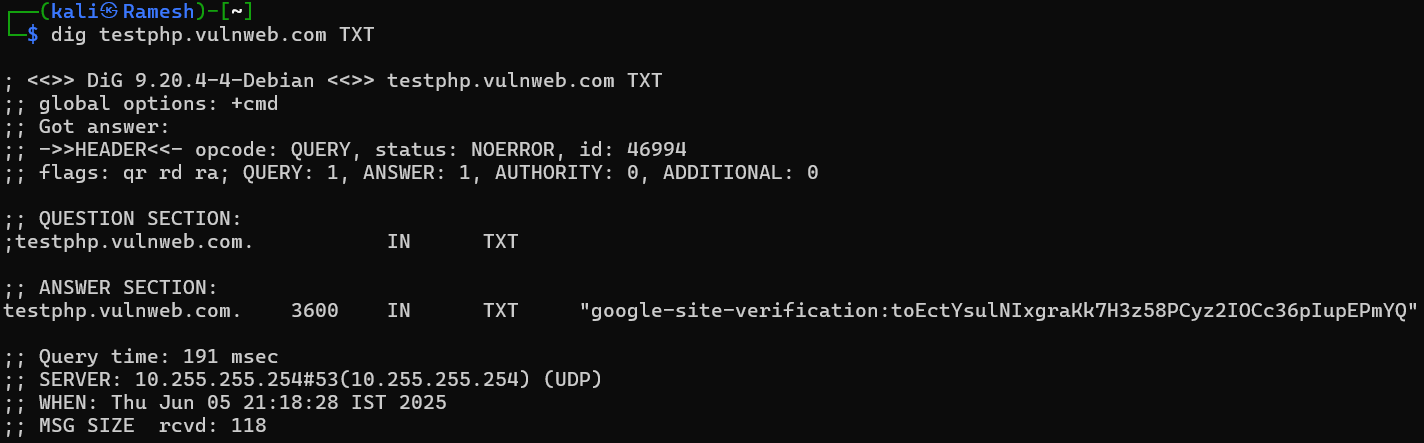 ┌──(kali㉿Ramesh)-[~]
└─$ dig testphp.vulnweb.com TXT

; <<>> DiG 9.20.4-4-Debian <<>> testphp.vulnweb.com TXT
;; global options: +cmd
;; Got answer:
;; ->>HEADER<<- opcode: QUERY, status: NOERROR, id: 46994
;; flags: qr rd ra; QUERY: 1, ANSWER: 1, AUTHORITY: 0, ADDITIONAL: 0

;; QUESTION SECTION:
;testphp.vulnweb.com.           IN      TXT

;; ANSWER SECTION:
testphp.vulnweb.com.    3600    IN      TXT     "google-site-verification:toEctYsulNIxgraKk7H3z58PCyz2IOCc36pIupEPmYQ"

;; Query time: 191 msec
;; SERVER: 10.255.255.254#53(10.255.255.254) (UDP)
;; WHEN: Thu Jun 05 21:18:28 IST 2025
;; MSG SIZE  rcvd: 118